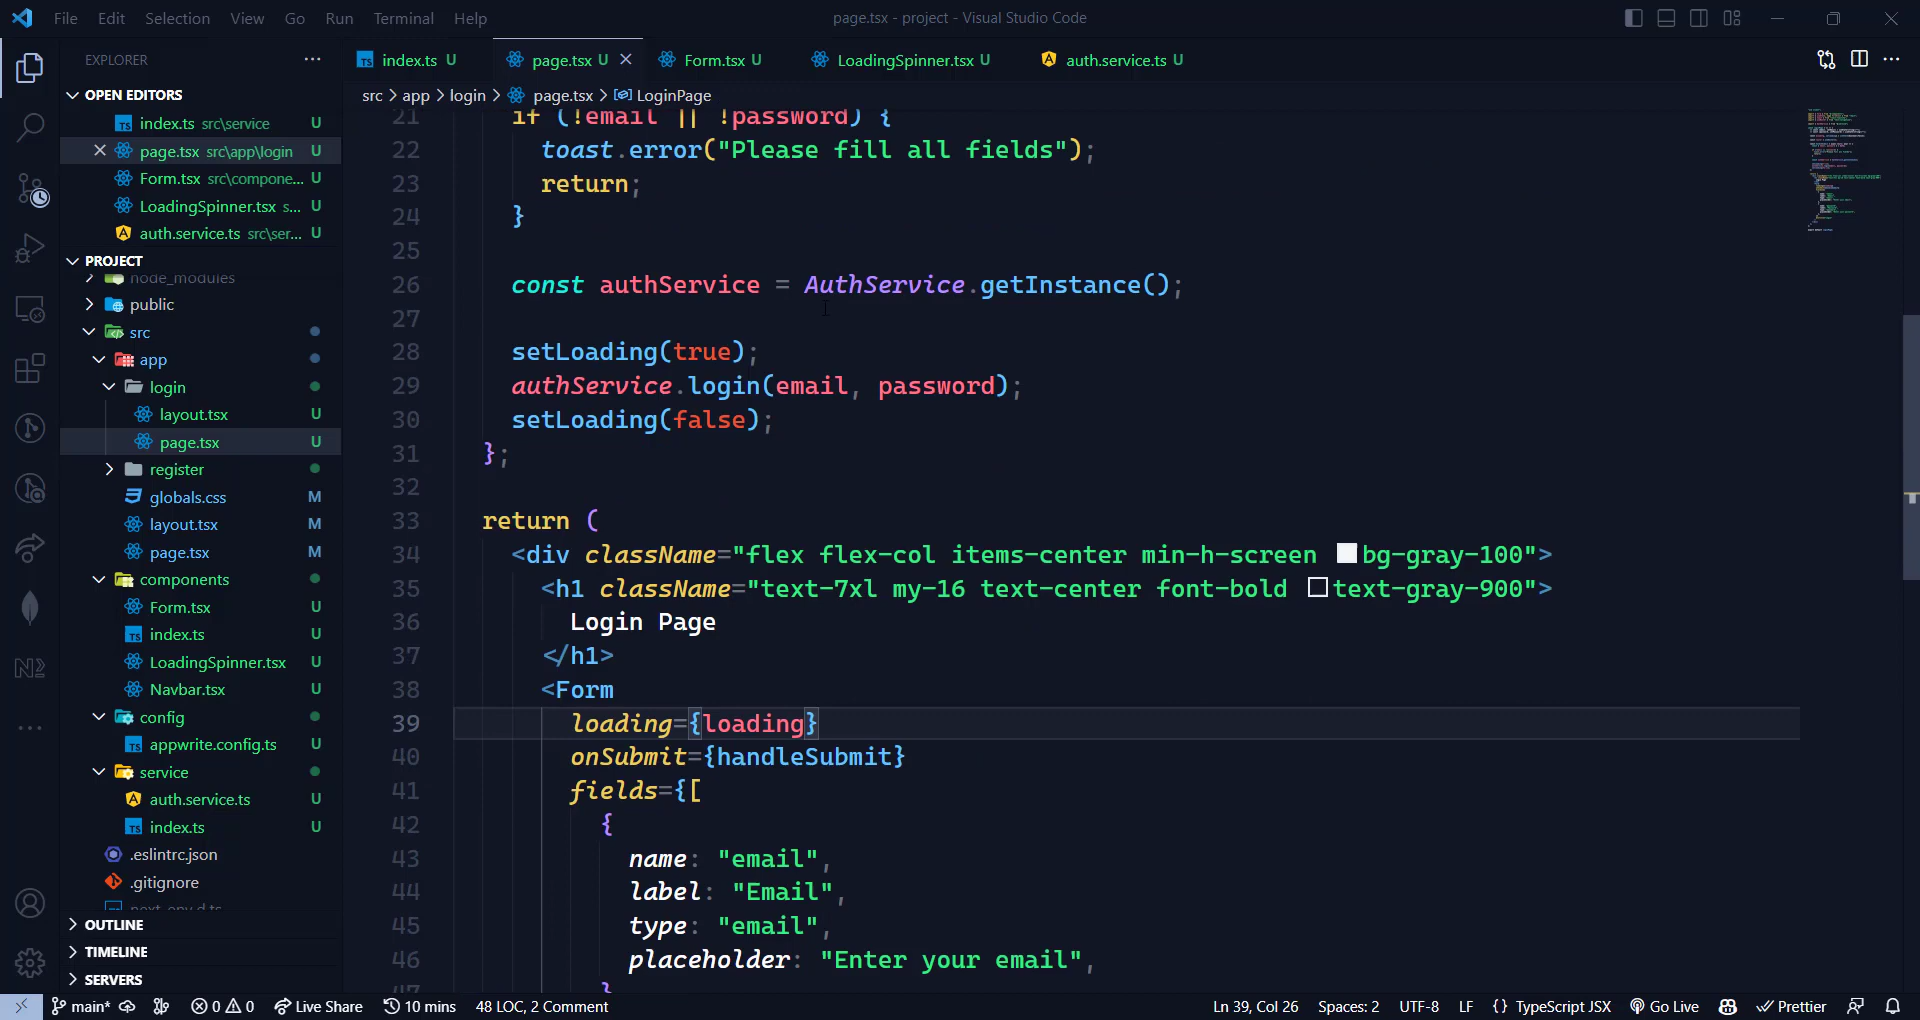 File Edit Selection View Go Run Terminal Help
page.tsx - project - Visual Studio Code
EXPLORER
index.ts U
page.tsx U
Form.tsx U
LoadingSpinner.tsx U
auth.service.ts U
OPEN EDITORS
index.ts src\service U
page.tsx src\app\login U
Form.tsx src\compone... U
LoadingSpinner.tsx s... U
auth.service.ts src\ser... U
PROJECT
node_modules
public
src
app
login
layout.tsx U
page.tsx U
register
globals.css M
layout.tsx M
page.tsx M
components
Form.tsx U
index.ts U
LoadingSpinner.tsx U
Navbar.tsx U
config
appwrite.config.ts U
service
auth.service.ts U
index.ts U
.eslintrc.json
.gitignore
next-env.d.ts
OUTLINE
TIMELINE
SERVERS
src > app > login > page.tsx > LoginPage
21 if (!email || !password) {
22 toast.error("Please fill all fields");
23 return;
24 }
25
26 const authService = AuthService.getInstance();
27
28 setLoading(true);
29 authService.login(email, password);
30 setLoading(false);
31 };
32
33 return (
34 <div className="flex flex-col items-center min-h-screen bg-gray-100">
35 <h1 className="text-7xl my-16 text-center font-bold text-gray-900">
36 Login Page
37 </h1>
38 <Form
39 loading={loading}
40 onSubmit={handleSubmit}
41 fields={[
42 {
43 name: "email",
44 label: "Email",
45 type: "email",
46 placeholder: "Enter your email",
47 }
main* 0 0 Live Share 10 mins 48 LOC, 2 Comment
Ln 39, Col 26 Spaces: 2 UTF-8 LF {} TypeScript JSX Go Live Prettier